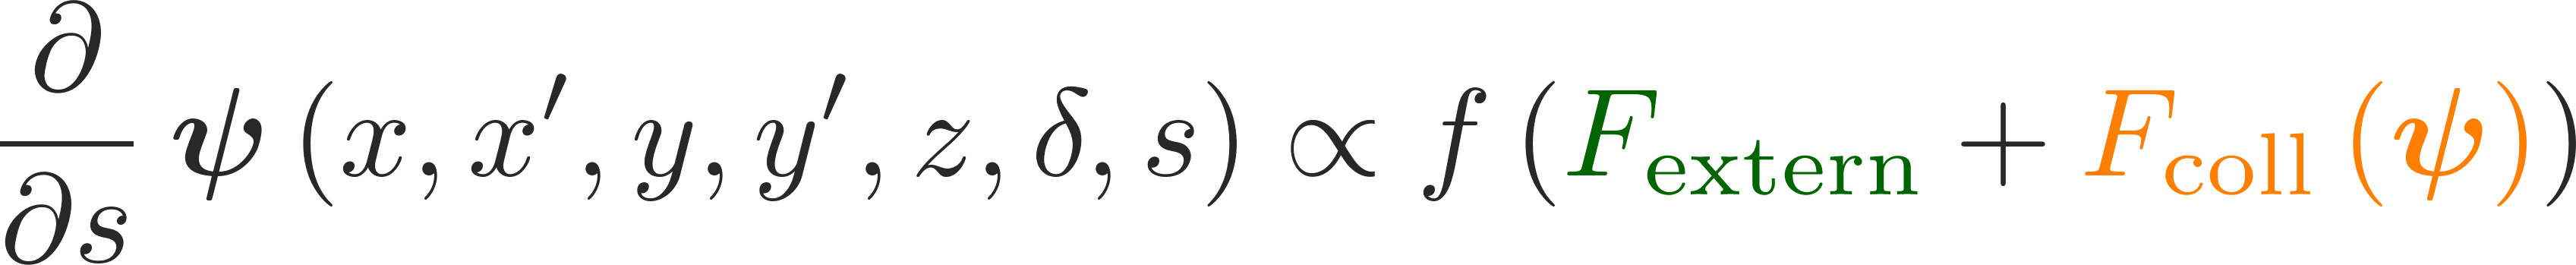 ∂/∂s ψ (x, x′, y, y′, z, δ, s) ∝ f (F_extern + F_coll (ψ))